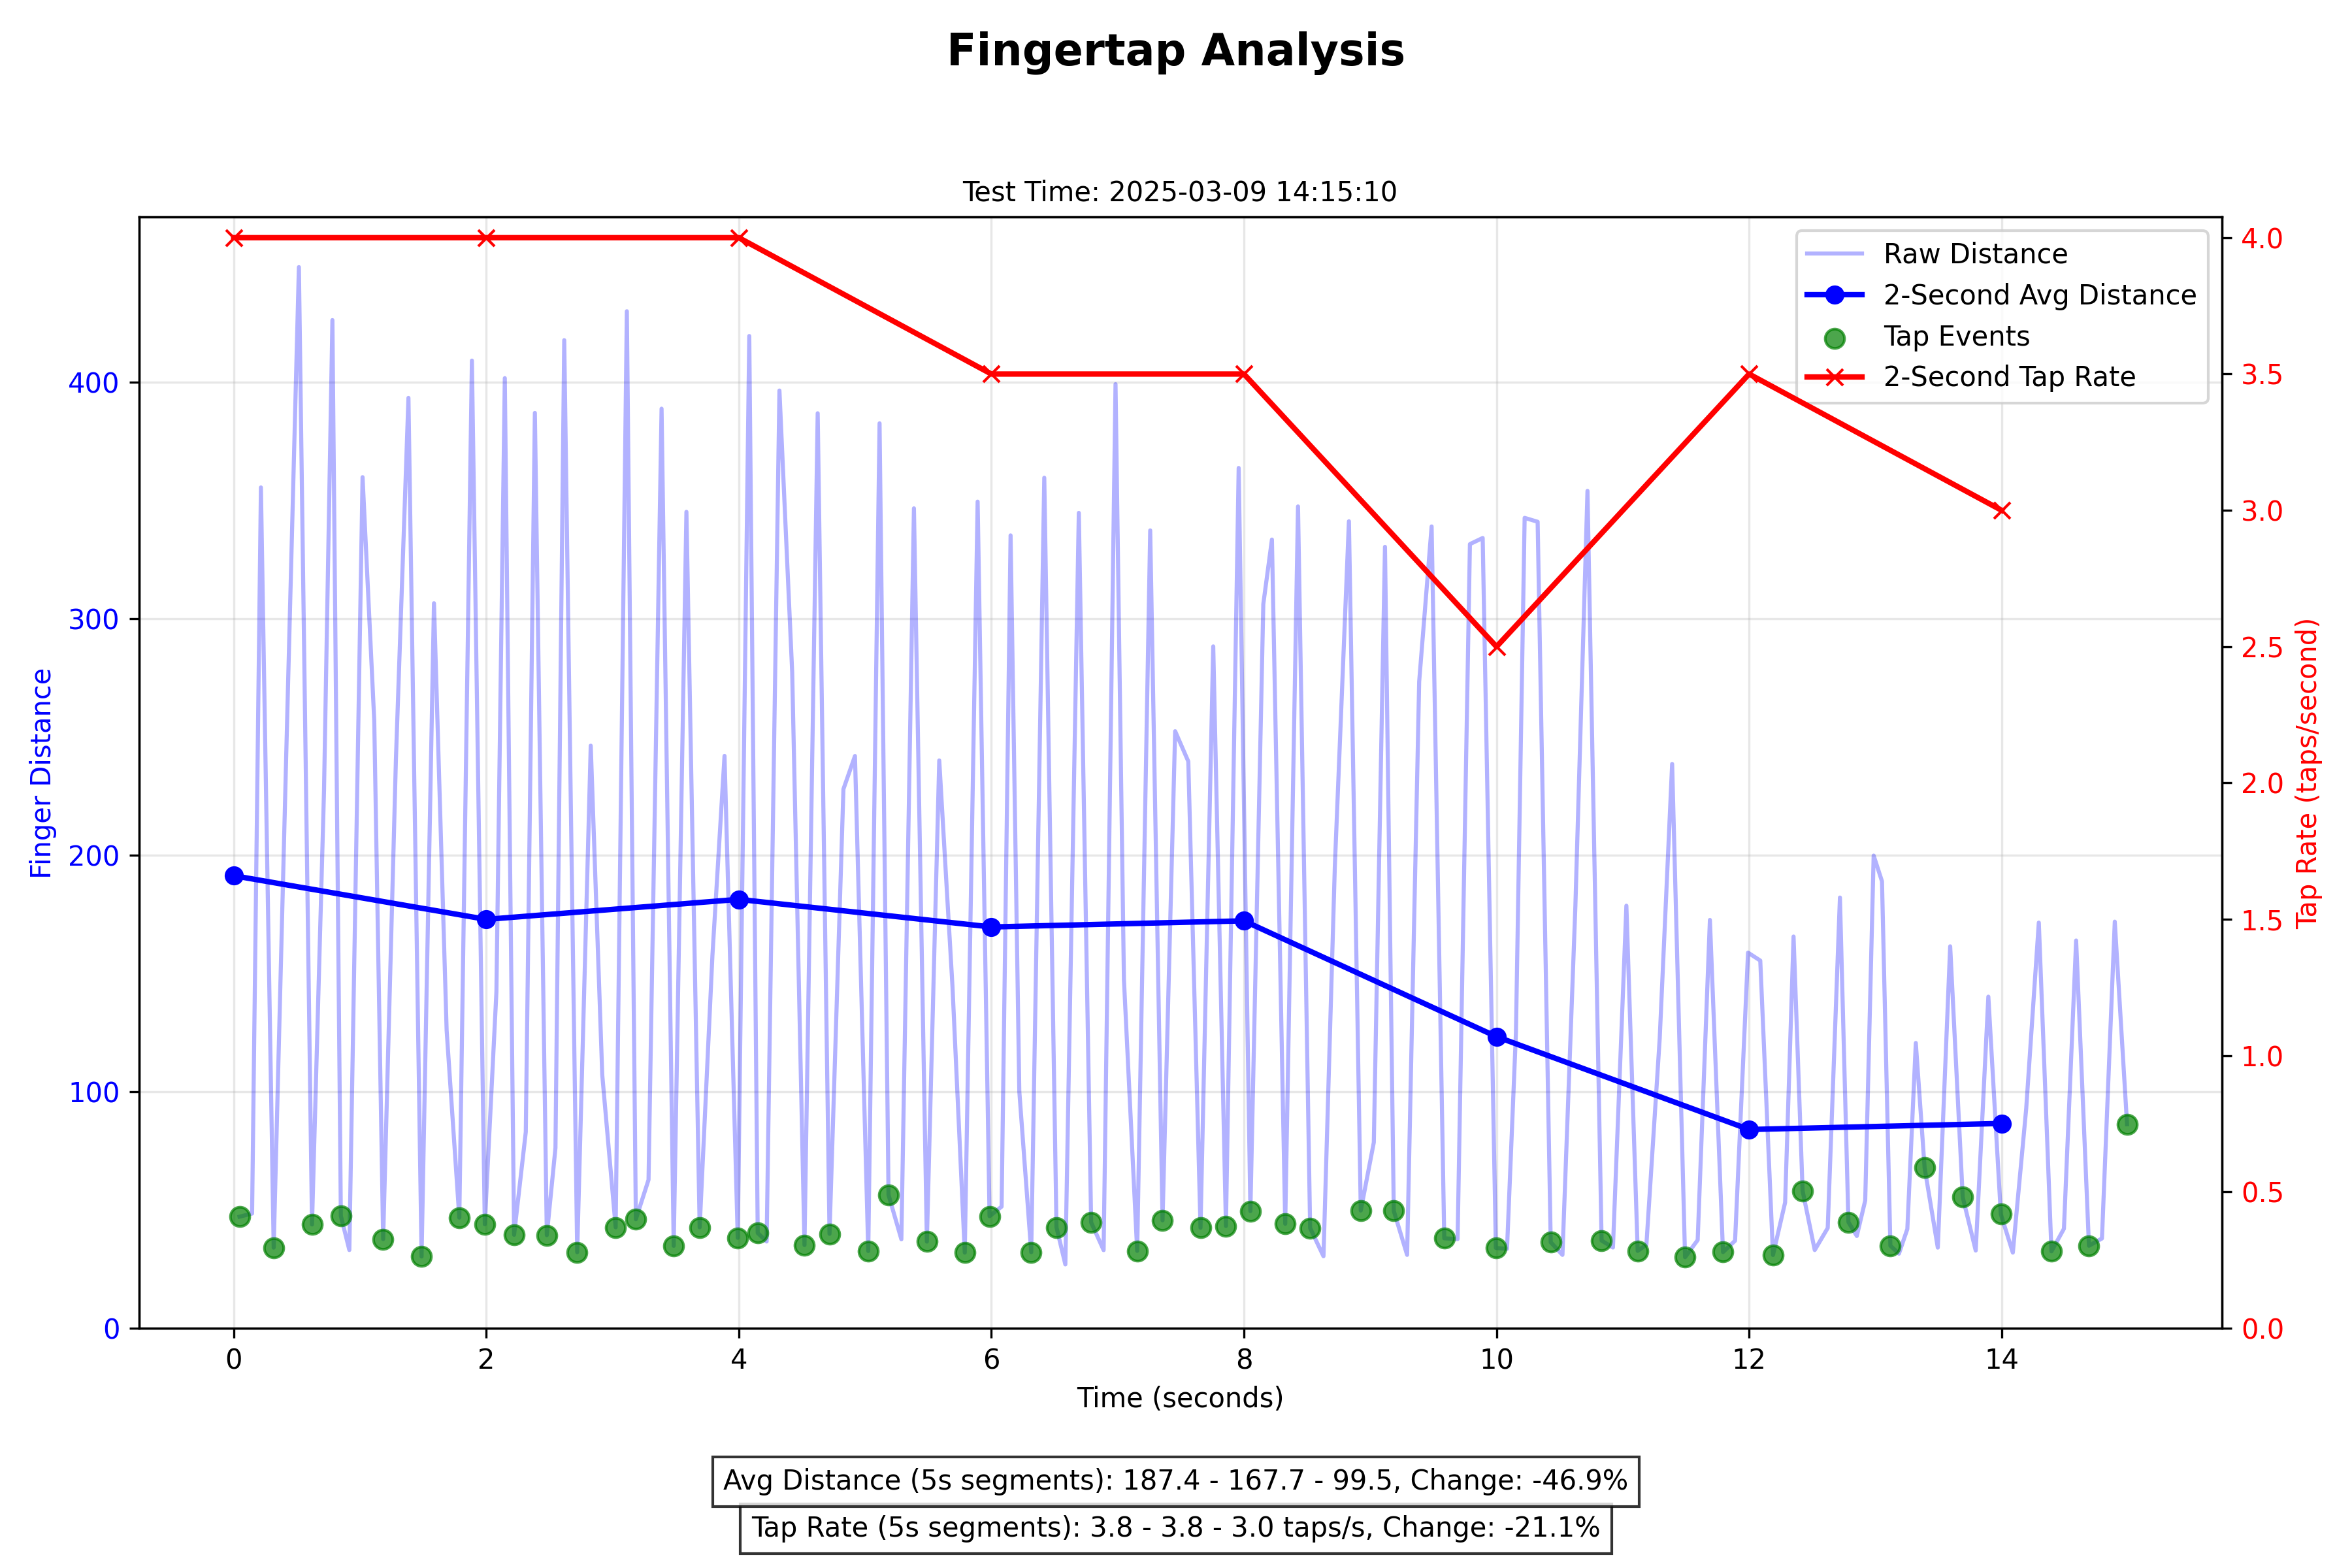 Fingertap Analysis
Test Time: 2025-03-09 14:15:10
Raw Distance
2-Second Avg Distance
Tap Events
2-Second Tap Rate
Finger Distance
400
300
200
100
0
4.0
3.5
3.0
2.5
2.0
1.5
1.0
0.5
0.0
Tap Rate (taps/second)
0 2 4 6 8 10 12 14
Time (seconds)
Avg Distance (5s segments): 187.4 - 167.7 - 99.5, Change: -46.9%
Tap Rate (5s segments): 3.8 - 3.8 - 3.0 taps/s, Change: -21.1%